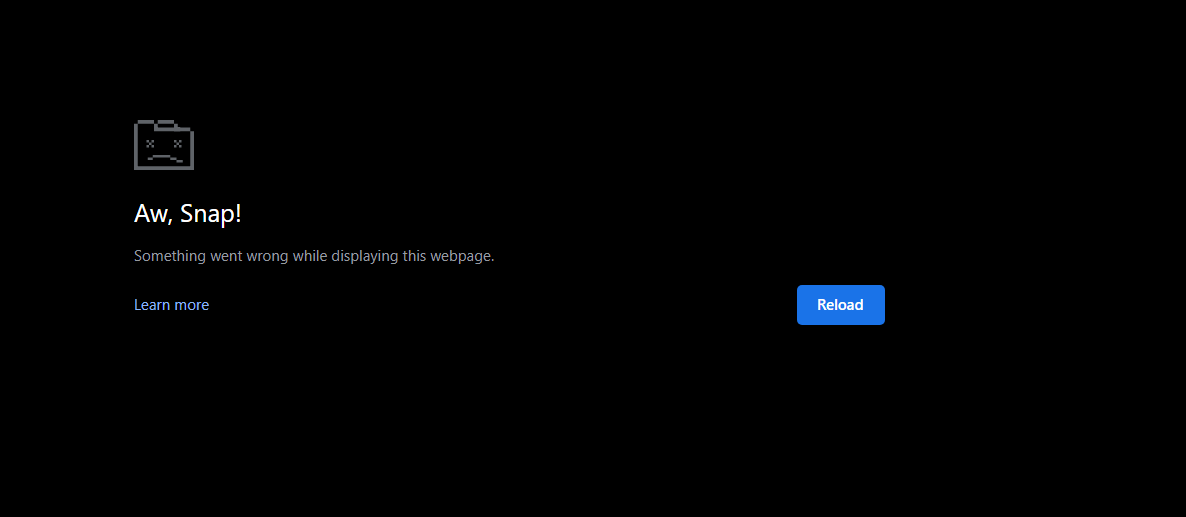 Aw, Snap!
Something went wrong while displaying this webpage.
Learn more
Reload